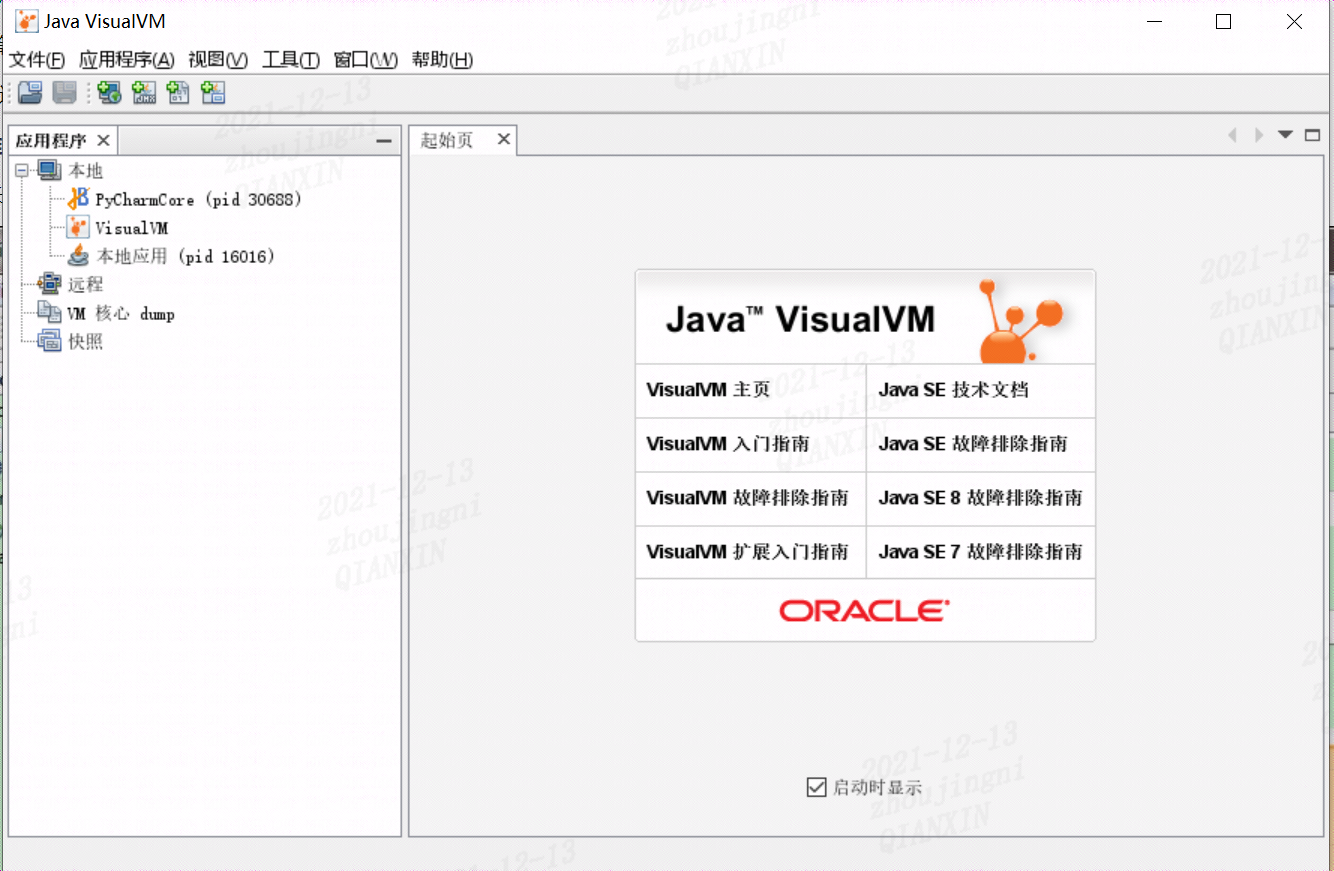 Java VisualVM
文件(F) 应用程序(A) 视图(V) 工具(T) 窗口(W) 帮助(H)
应用程序
起始页
本地
PyCharmCore (pid 30688)
VisualVM
本地应用 (pid 16016)
远程
VM 核心 dump
快照
Java™ VisualVM
VisualVM 主页
Java SE 技术文档
VisualVM 入门指南
Java SE 故障排除指南
VisualVM 故障排除指南
Java SE 8 故障排除指南
VisualVM 扩展入门指南
Java SE 7 故障排除指南
ORACLE
启动时显示
2021-12-13
zhoujingni
QIANXIN